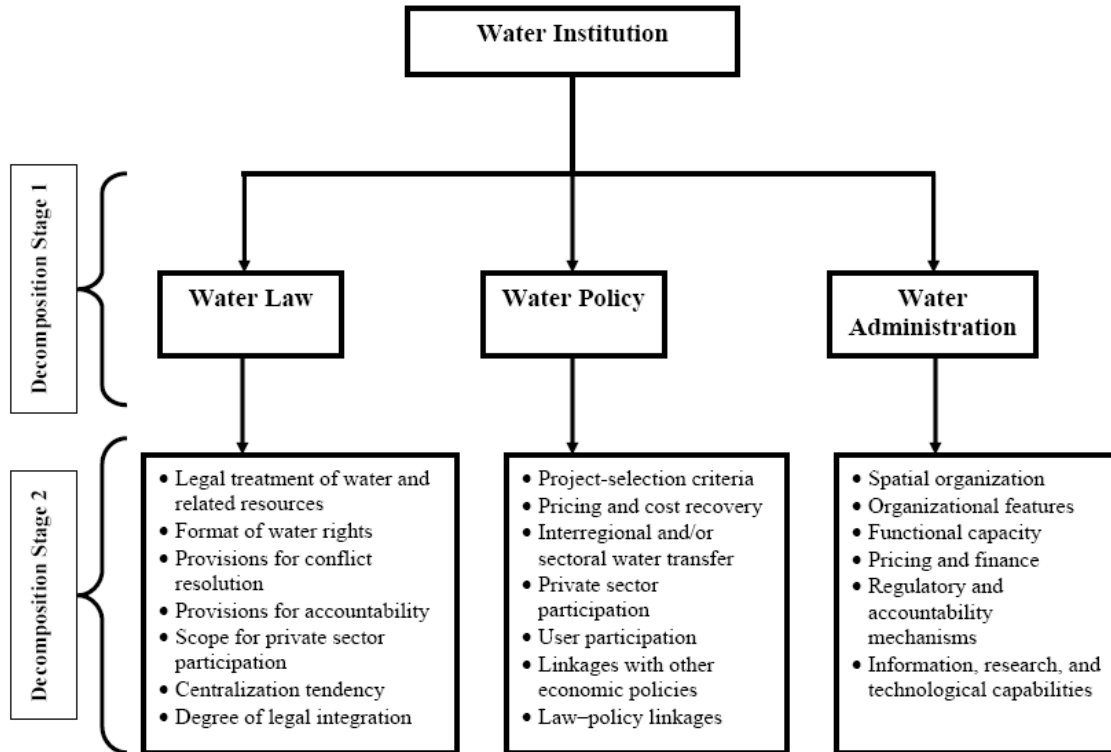 Water Institution
Decomposition Stage 1
Water Law
Water Policy
Water
Administration
Decomposition Stage 2
• Legal treatment of water and
related resources
• Format of water rights
• Provisions for conflict
resolution
• Provisions for accountability
• Scope for private sector
participation
• Centralization tendency
• Degree of legal integration
• Project-selection criteria
• Pricing and cost recovery
• Interregional and/or
sectoral water transfer
• Private sector
participation
• User participation
• Linkages with other
economic policies
• Law–policy linkages
• Spatial organization
• Organizational features
• Functional capacity
• Pricing and finance
• Regulatory and
accountability
mechanisms
• Information, research, and
technological capabilities